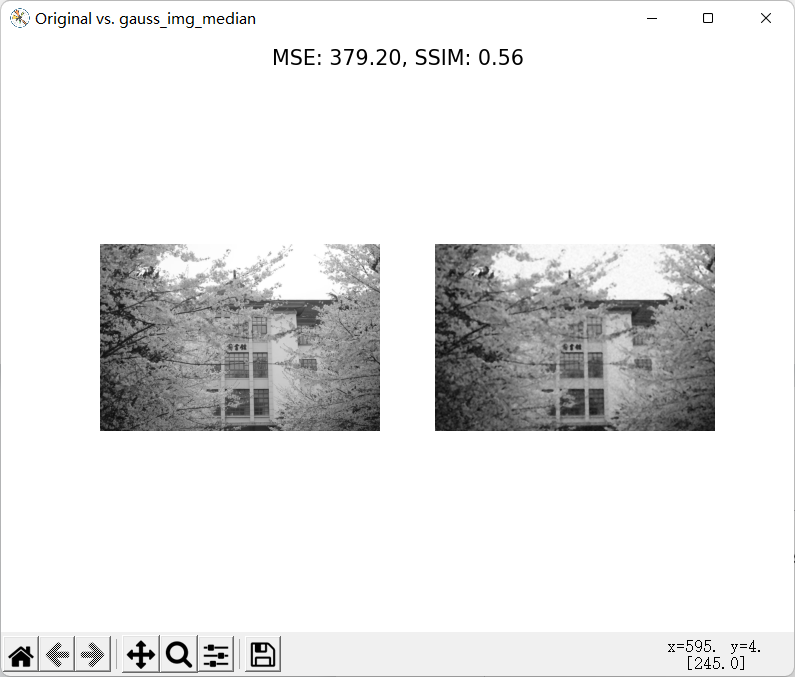 Original vs. gauss_img_median
MSE: 379.20, SSIM: 0.56
x=595. y=4.
[245.0]